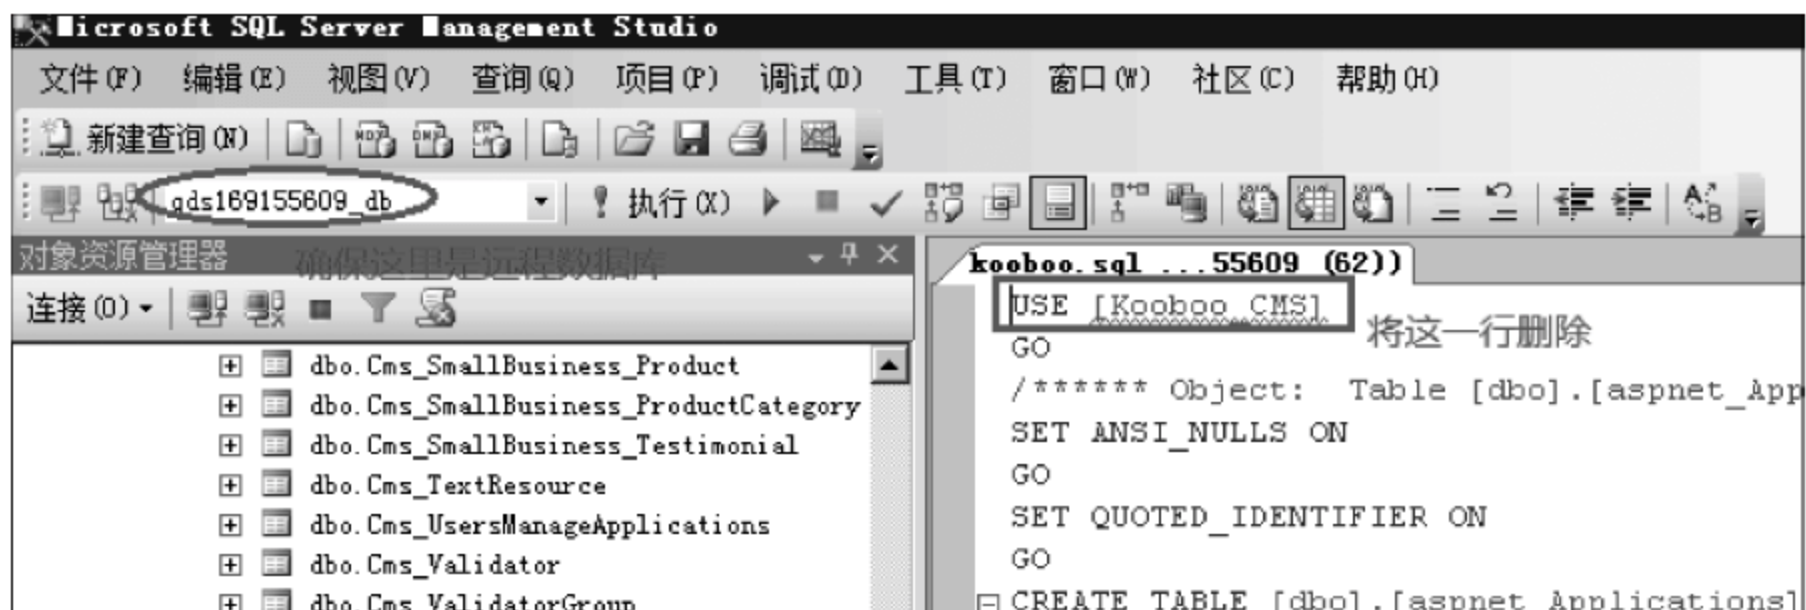 Microsoft SQL Server Management Studio
文件(F) 编辑(E) 视图(V) 查询(Q) 项目(P) 调试(D) 工具(T) 窗口(W) 社区(C) 帮助(H)
新建查询(N)
qds169155609_db
执行(X)
对象资源管理器
确保这里是远程数据库
连接(O)
dbo.Cms_SmallBusiness_Product
dbo.Cms_SmallBusiness_ProductCategory
dbo.Cms_SmallBusiness_Testimonial
dbo.Cms_TextResource
dbo.Cms_UsersManageApplications
dbo.Cms_Validator
dbo.Cms_ValidatorGroup
kooboo.sql ...55609 (62))
USE [Kooboo_CMS]
将这一行删除
GO
/****** Object:  Table [dbo].[aspnet_App
SET ANSI_NULLS ON
GO
SET QUOTED_IDENTIFIER ON
GO
CREATE TABLE [dbo].[aspnet_Applications]